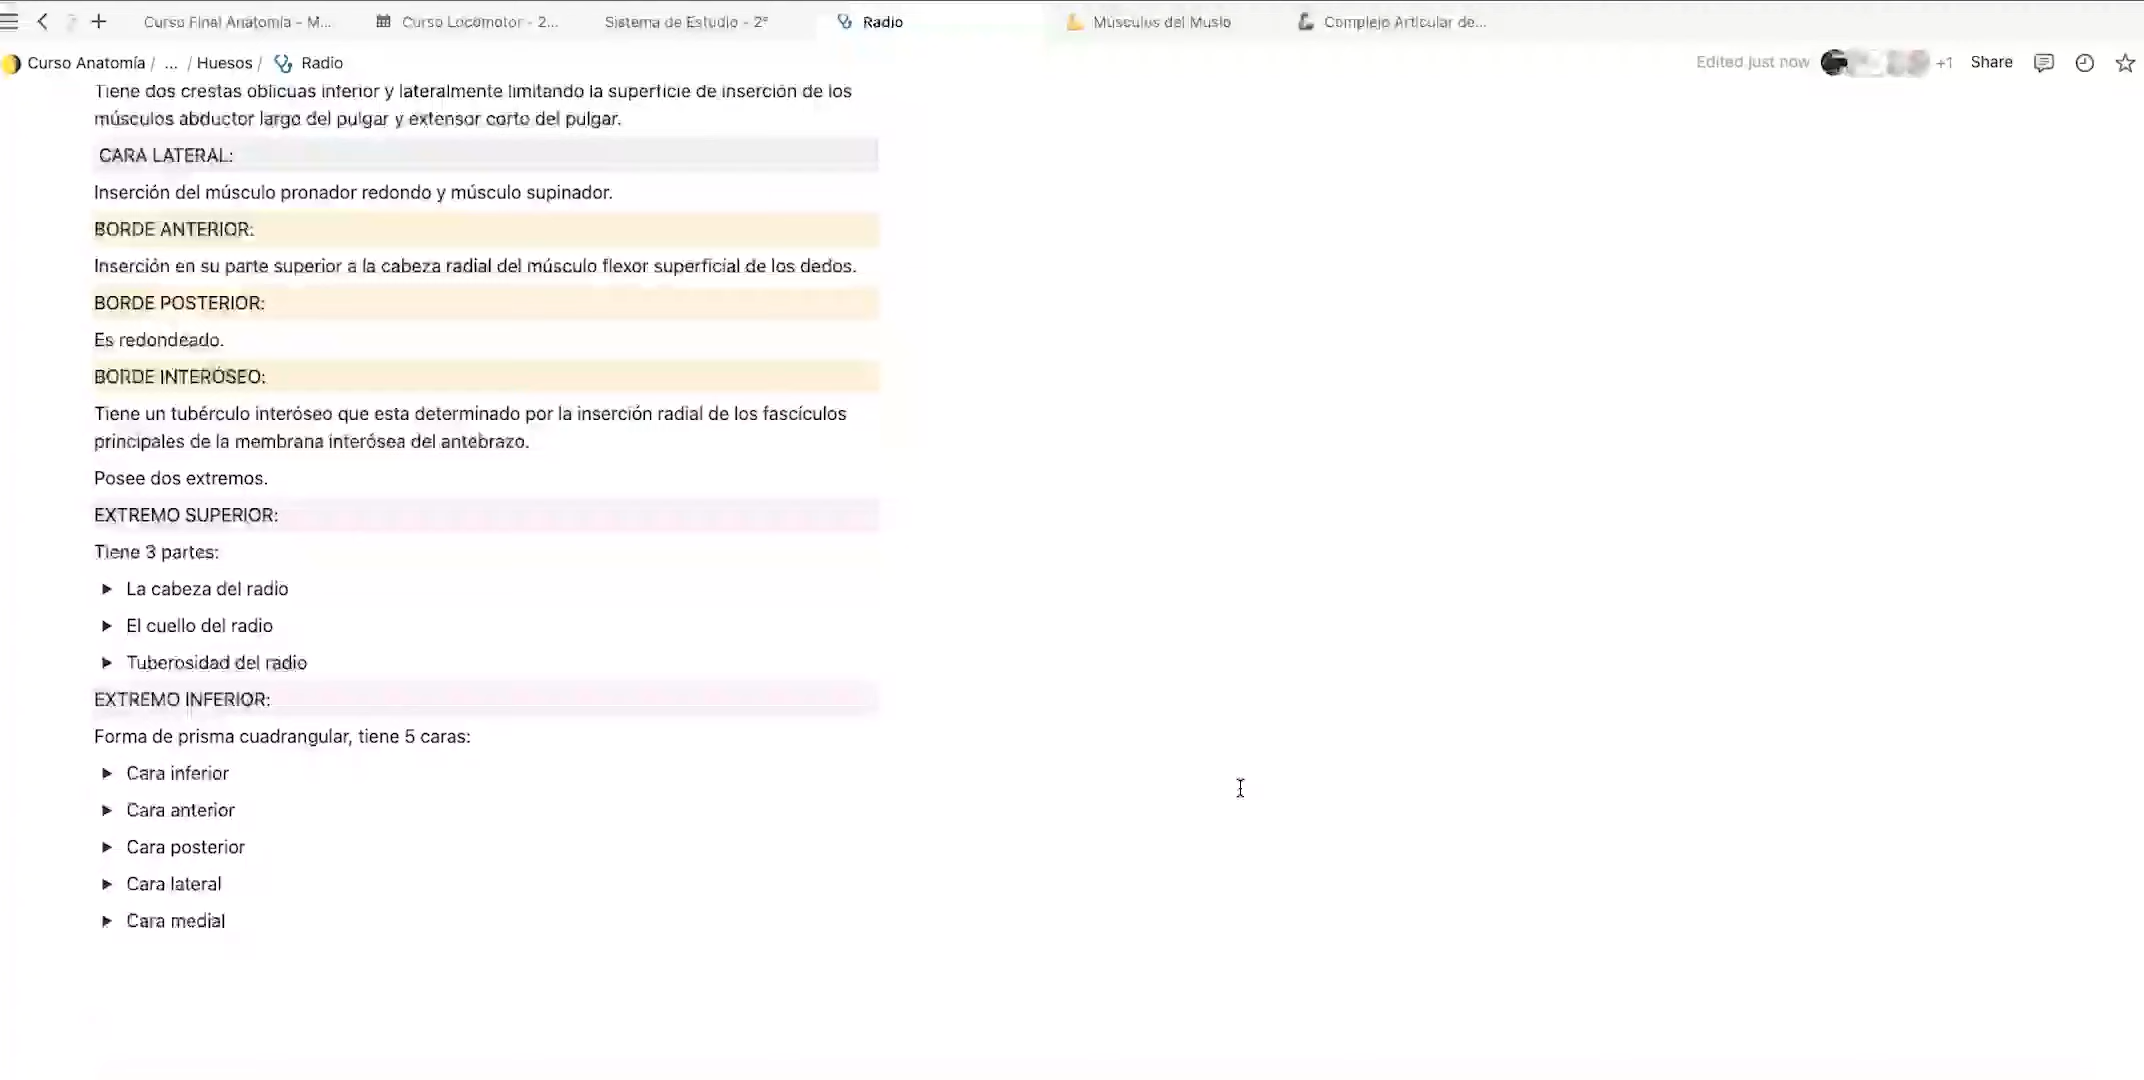 Curso Final Anatomía - M...
Curso Locomotor - 2...
Sistema de Estudio - 2°
Radio
Músculos del Muslo
Complejo Articular de...
Curso Anatomía / ... / Huesos / Radio
Edited just now
+1
Share
Tiene dos crestas oblicuas inferior y lateralmente limitando la superficie de inserción de los
músculos abductor largo del pulgar y extensor corto del pulgar.
CARA LATERAL:
Inserción del músculo pronador redondo y músculo supinador.
BORDE ANTERIOR:
Inserción en su parte superior a la cabeza radial del músculo flexor superficial de los dedos.
BORDE POSTERIOR:
Es redondeado.
BORDE INTERÓSEO:
Tiene un tubérculo interóseo que esta determinado por la inserción radial de los fascículos
principales de la membrana interósea del antebrazo.
Posee dos extremos.
EXTREMO SUPERIOR:
Tiene 3 partes:
La cabeza del radio
El cuello del radio
Tuberosidad del radio
EXTREMO INFERIOR:
Forma de prisma cuadrangular, tiene 5 caras:
Cara inferior
Cara anterior
Cara posterior
Cara lateral
Cara medial